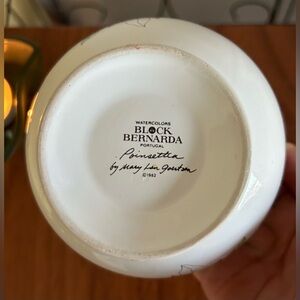 WATERCOLORS
BLOCK
BERNARDA
PORTUGAL
Poinsettia
by Mary Lou Goertzen
©1982